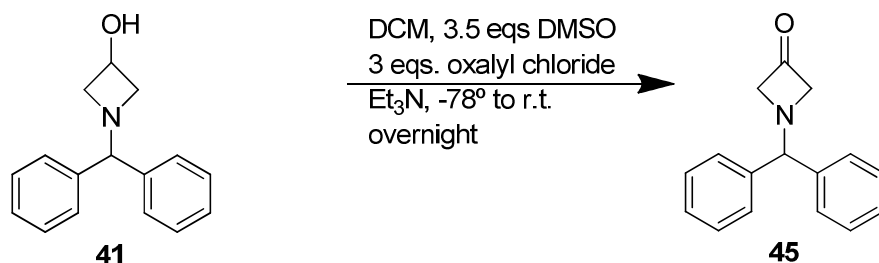 OH
N
41
DCM, 3.5 eqs DMSO
3 eqs. oxalyl chloride
Et₃N, -78º to r.t.
overnight
O
N
45